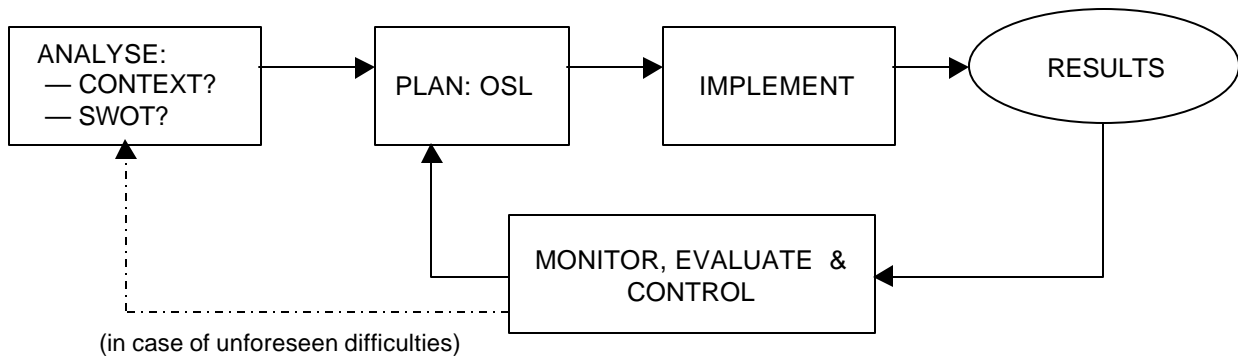 ANALYSE:
— CONTEXT?
— SWOT?
PLAN: OSL
IMPLEMENT
RESULTS
MONITOR, EVALUATE &
CONTROL
(in case of unforeseen difficulties)